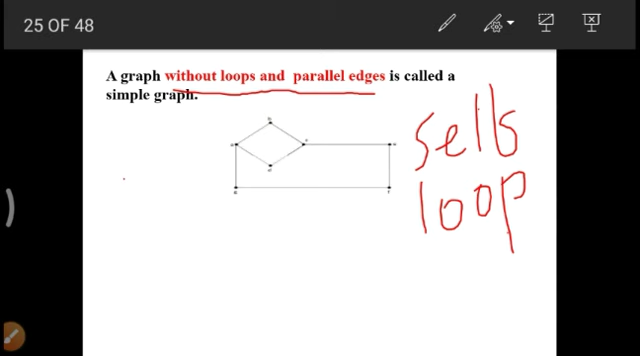 25 OF 48
A graph without loops and parallel edges is called a
simple graph.
sells
loop